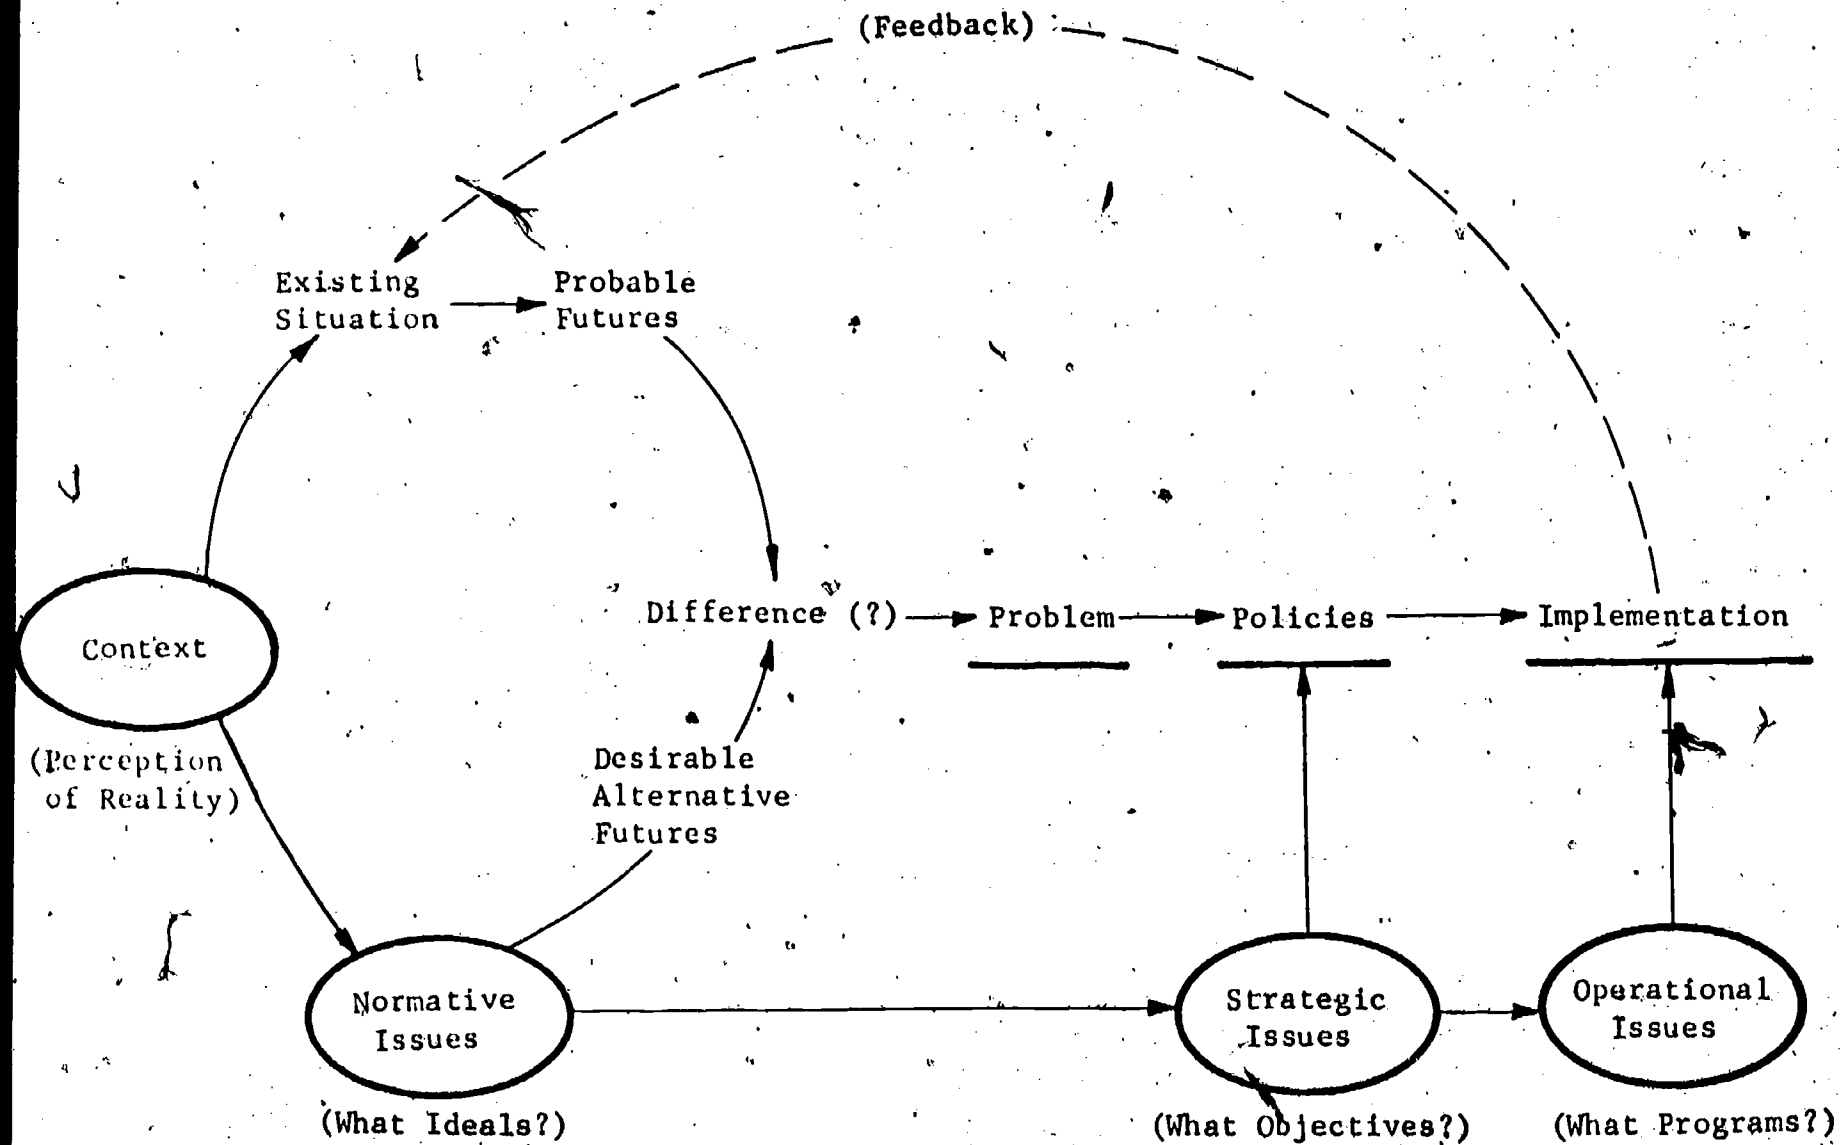 (Feedback)
Existing
Situation
Probable
Futures
Difference (?)
Problem
Policies
Implementation
Context
(Perception
of Reality)
Desirable
Alternative
Futures
Normative
Issues
(What Ideals?)
Strategic
Issues
(What Objectives?)
Operational
Issues
(What Programs?)